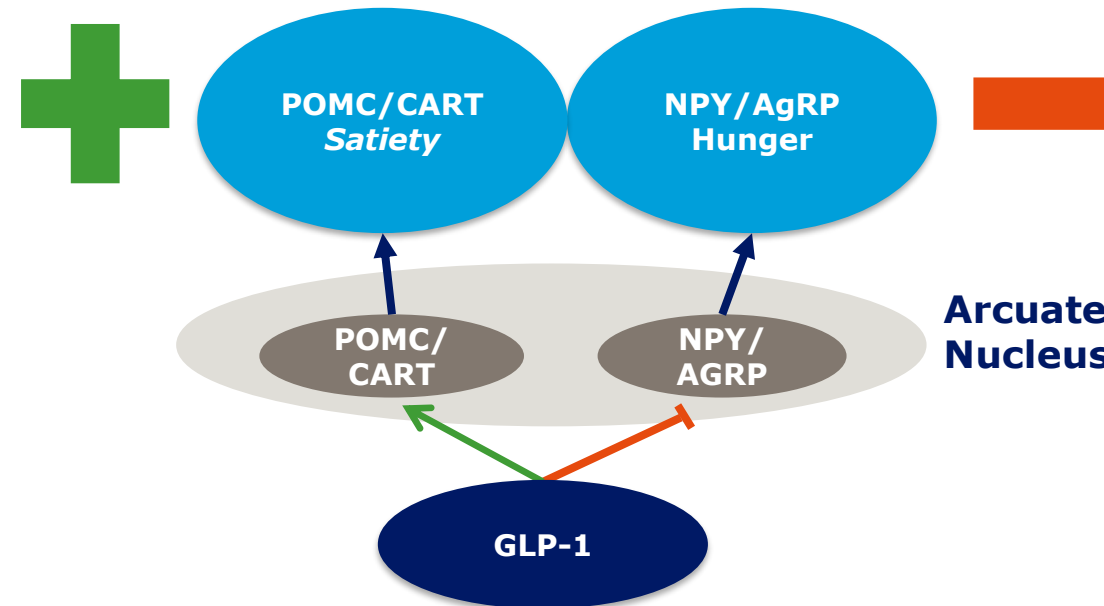 POMC/CART
Satiety
NPY/AgRP
Hunger
POMC/
CART
NPY/
AGRP
Arcuate
Nucleus
GLP-1